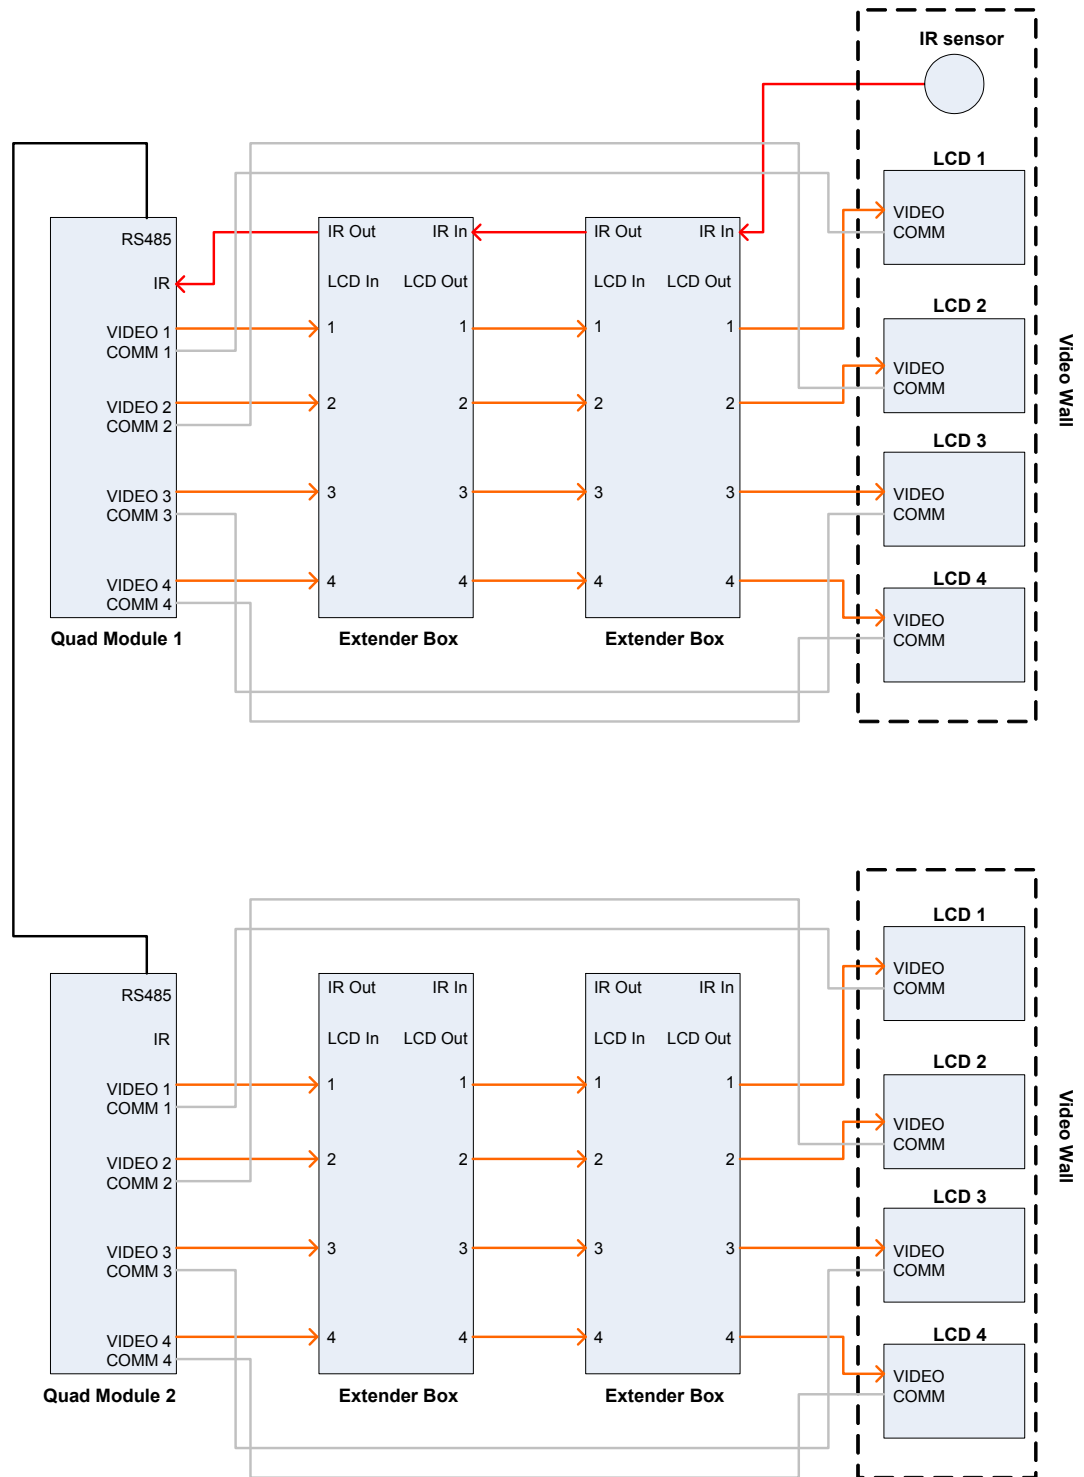 IR sensor
LCD 1
VIDEO
COMM
LCD 2
VIDEO
COMM
LCD 3
VIDEO
COMM
LCD 4
VIDEO
COMM
Video Wall
RS485
IR
VIDEO 1
COMM 1
VIDEO 2
COMM 2
VIDEO 3
COMM 3
VIDEO 4
COMM 4
Quad Module 1
IR Out IR In
LCD In LCD Out
1 1
2 2
3 3
4 4
Extender Box
IR Out IR In
LCD In LCD Out
1 1
2 2
3 3
4 4
Extender Box
LCD 1
VIDEO
COMM
LCD 2
VIDEO
COMM
LCD 3
VIDEO
COMM
LCD 4
VIDEO
COMM
Video Wall
RS485
IR
VIDEO 1
COMM 1
VIDEO 2
COMM 2
VIDEO 3
COMM 3
VIDEO 4
COMM 4
Quad Module 2
IR Out IR In
LCD In LCD Out
1 1
2 2
3 3
4 4
Extender Box
IR Out IR In
LCD In LCD Out
1 1
2 2
3 3
4 4
Extender Box